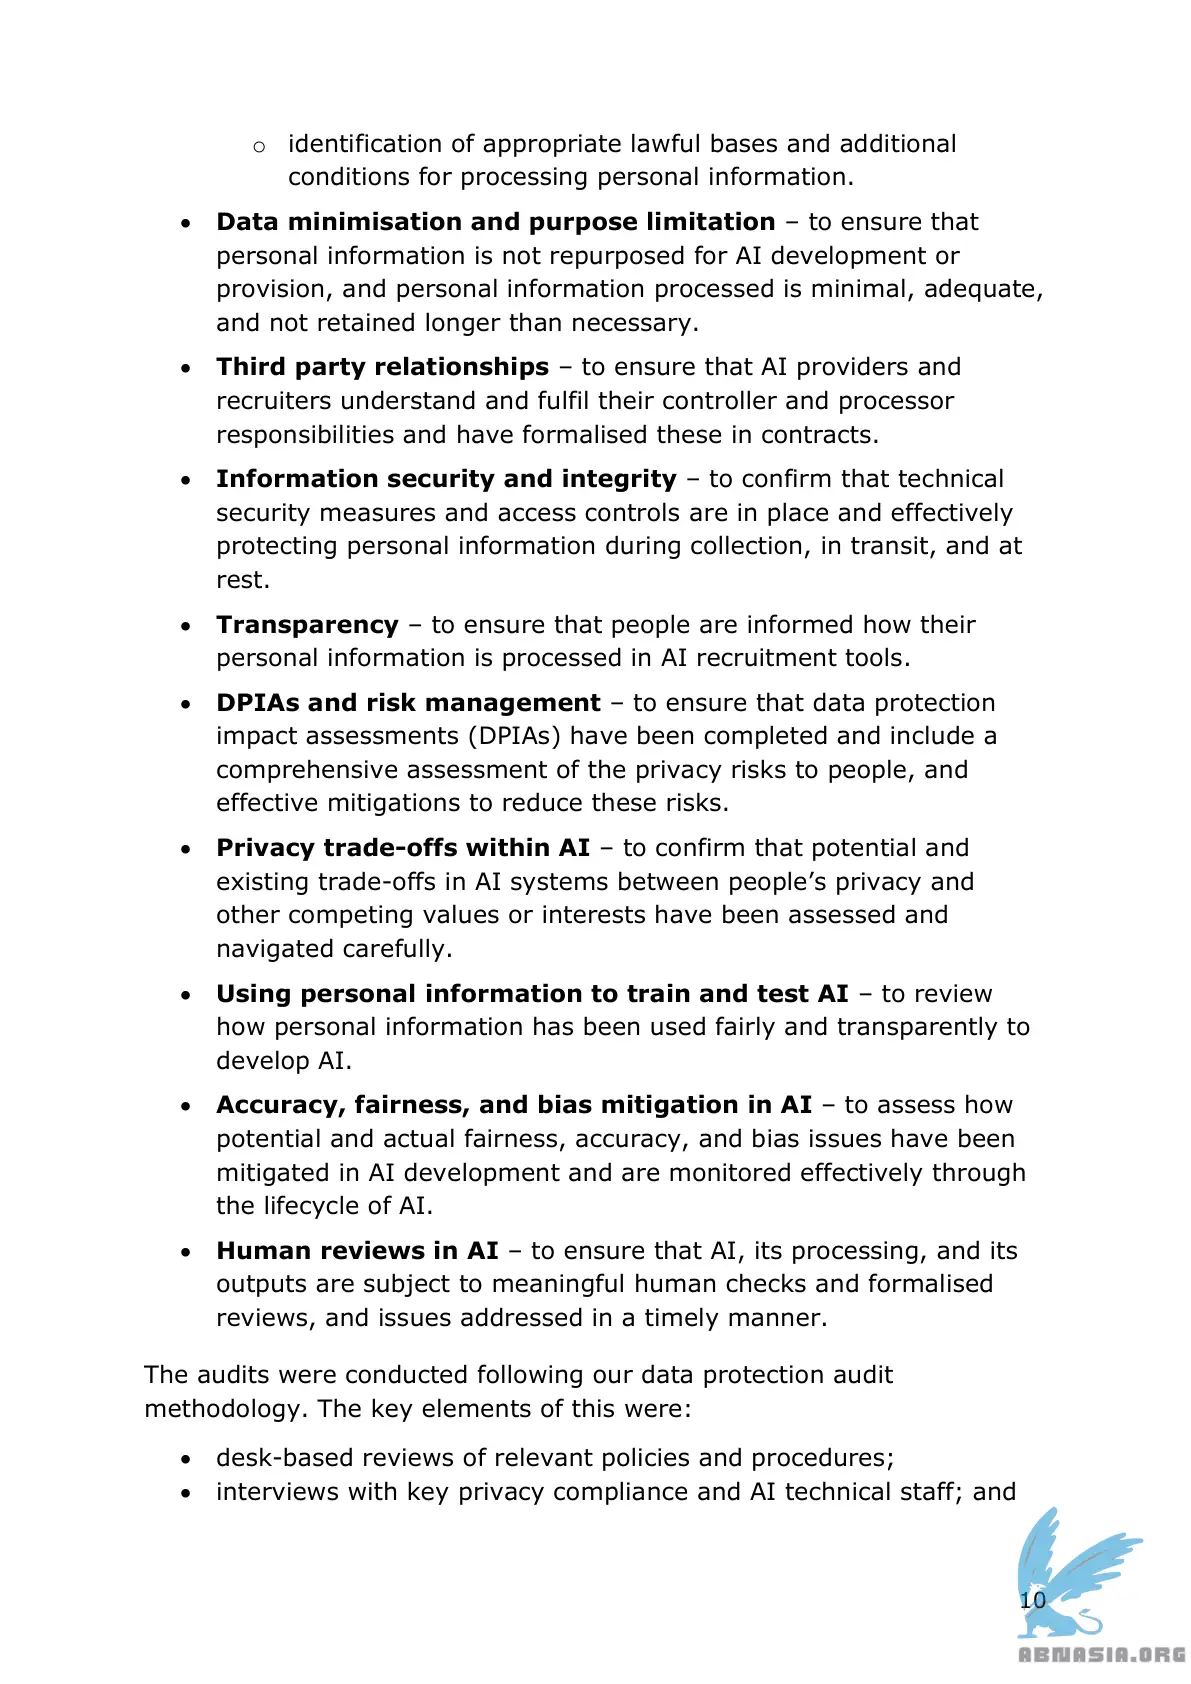 o identification of appropriate lawful bases and additional
conditions for processing personal information.
• Data minimisation and purpose limitation – to ensure that
personal information is not repurposed for AI development or
provision, and personal information processed is minimal, adequate,
and not retained longer than necessary.
• Third party relationships – to ensure that AI providers and
recruiters understand and fulfil their controller and processor
responsibilities and have formalised these in contracts.
• Information security and integrity – to confirm that technical
security measures and access controls are in place and effectively
protecting personal information during collection, in transit, and at
rest.
• Transparency – to ensure that people are informed how their
personal information is processed in AI recruitment tools.
• DPIAs and risk management – to ensure that data protection
impact assessments (DPIAs) have been completed and include a
comprehensive assessment of the privacy risks to people, and
effective mitigations to reduce these risks.
• Privacy trade-offs within AI – to confirm that potential and
existing trade-offs in AI systems between people’s privacy and
other competing values or interests have been assessed and
navigated carefully.
• Using personal information to train and test AI – to review
how personal information has been used fairly and transparently to
develop AI.
• Accuracy, fairness, and bias mitigation in AI – to assess how
potential and actual fairness, accuracy, and bias issues have been
mitigated in AI development and are monitored effectively through
the lifecycle of AI.
• Human reviews in AI – to ensure that AI, its processing, and its
outputs are subject to meaningful human checks and formalised
reviews, and issues addressed in a timely manner.
The audits were conducted following our data protection audit
methodology. The key elements of this were:
• desk-based reviews of relevant policies and procedures;
• interviews with key privacy compliance and AI technical staff; and
10
ABNASIA.ORG